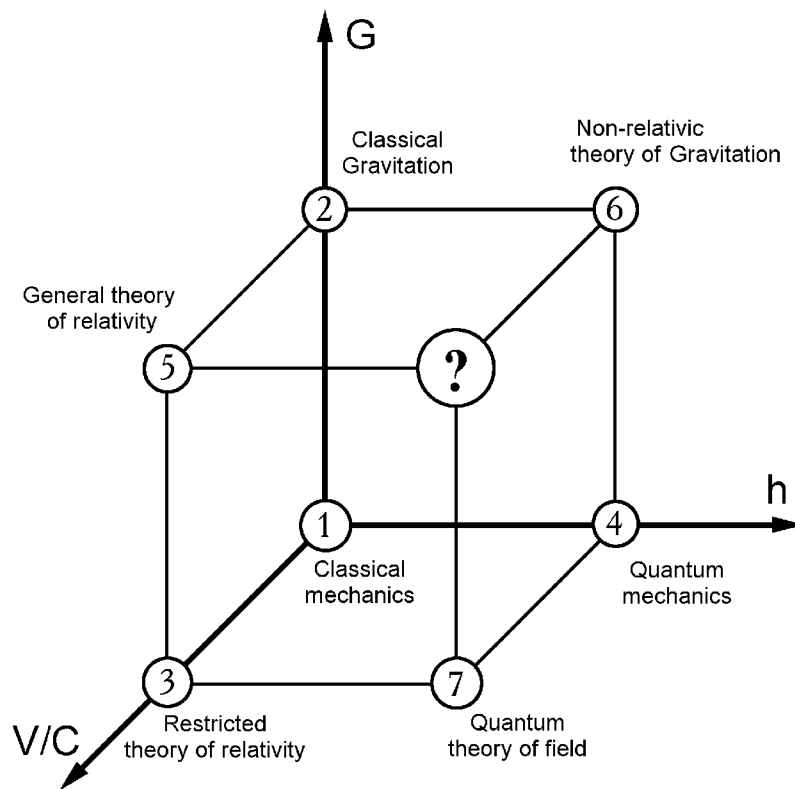 G
Classical
Gravitation
Non-relativic
theory of Gravitation
2
6
General theory
of relativity
5
?
h
1
4
Classical
mechanics
Quantum
mechanics
3
7
V/C
Restricted
theory of relativity
Quantum
theory of field